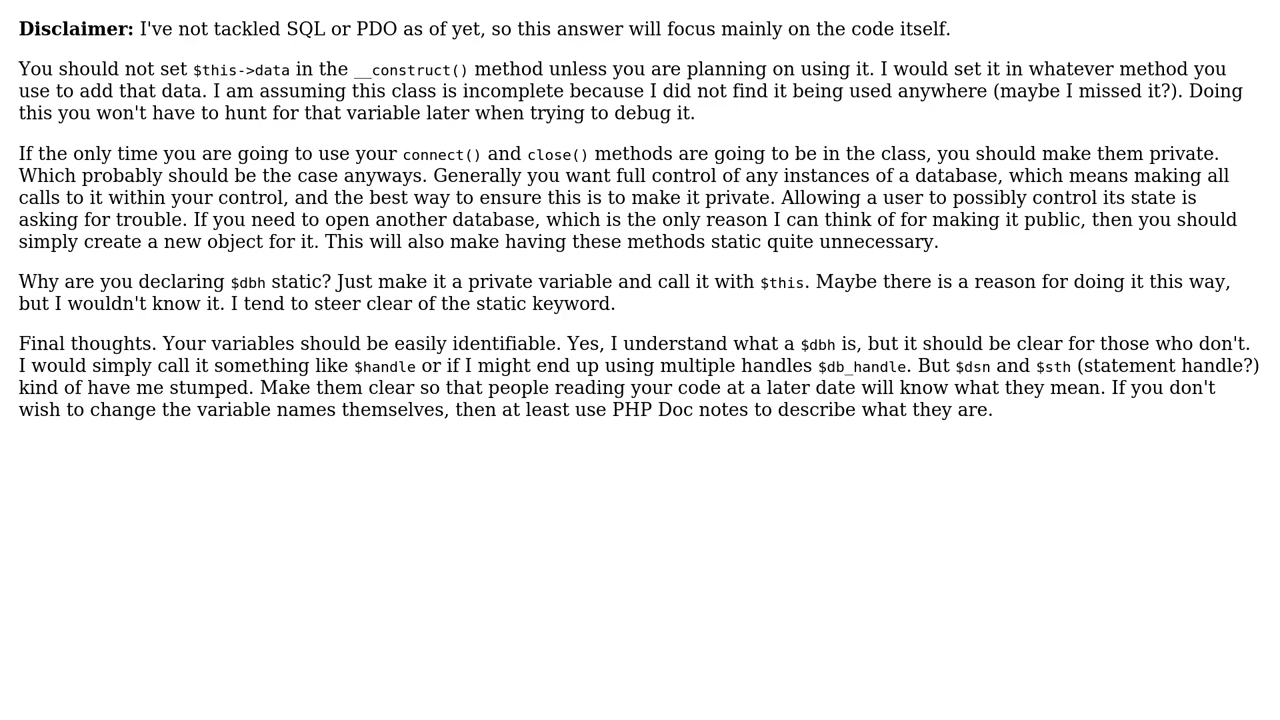 Disclaimer: I've not tackled SQL or PDO as of yet, so this answer will focus mainly on the code itself.
You should not set $this->data in the __construct() method unless you are planning on using it. I would set it in whatever method you
use to add that data. I am assuming this class is incomplete because I did not find it being used anywhere (maybe I missed it?). Doing
this you won't have to hunt for that variable later when trying to debug it.
If the only time you are going to use your connect() and close() methods are going to be in the class, you should make them private.
Which probably should be the case anyways. Generally you want full control of any instances of a database, which means making all
calls to it within your control, and the best way to ensure this is to make it private. Allowing a user to possibly control its state is
asking for trouble. If you need to open another database, which is the only reason I can think of for making it public, then you should
simply create a new object for it. This will also make having these methods static quite unnecessary.
Why are you declaring $dbh static? Just make it a private variable and call it with $this. Maybe there is a reason for doing it this way,
but I wouldn't know it. I tend to steer clear of the static keyword.
Final thoughts. Your variables should be easily identifiable. Yes, I understand what a $dbh is, but it should be clear for those who don't.
I would simply call it something like $handle or if I might end up using multiple handles $db_handle. But $dsn and $sth (statement handle?)
kind of have me stumped. Make them clear so that people reading your code at a later date will know what they mean. If you don't
wish to change the variable names themselves, then at least use PHP Doc notes to describe what they are.